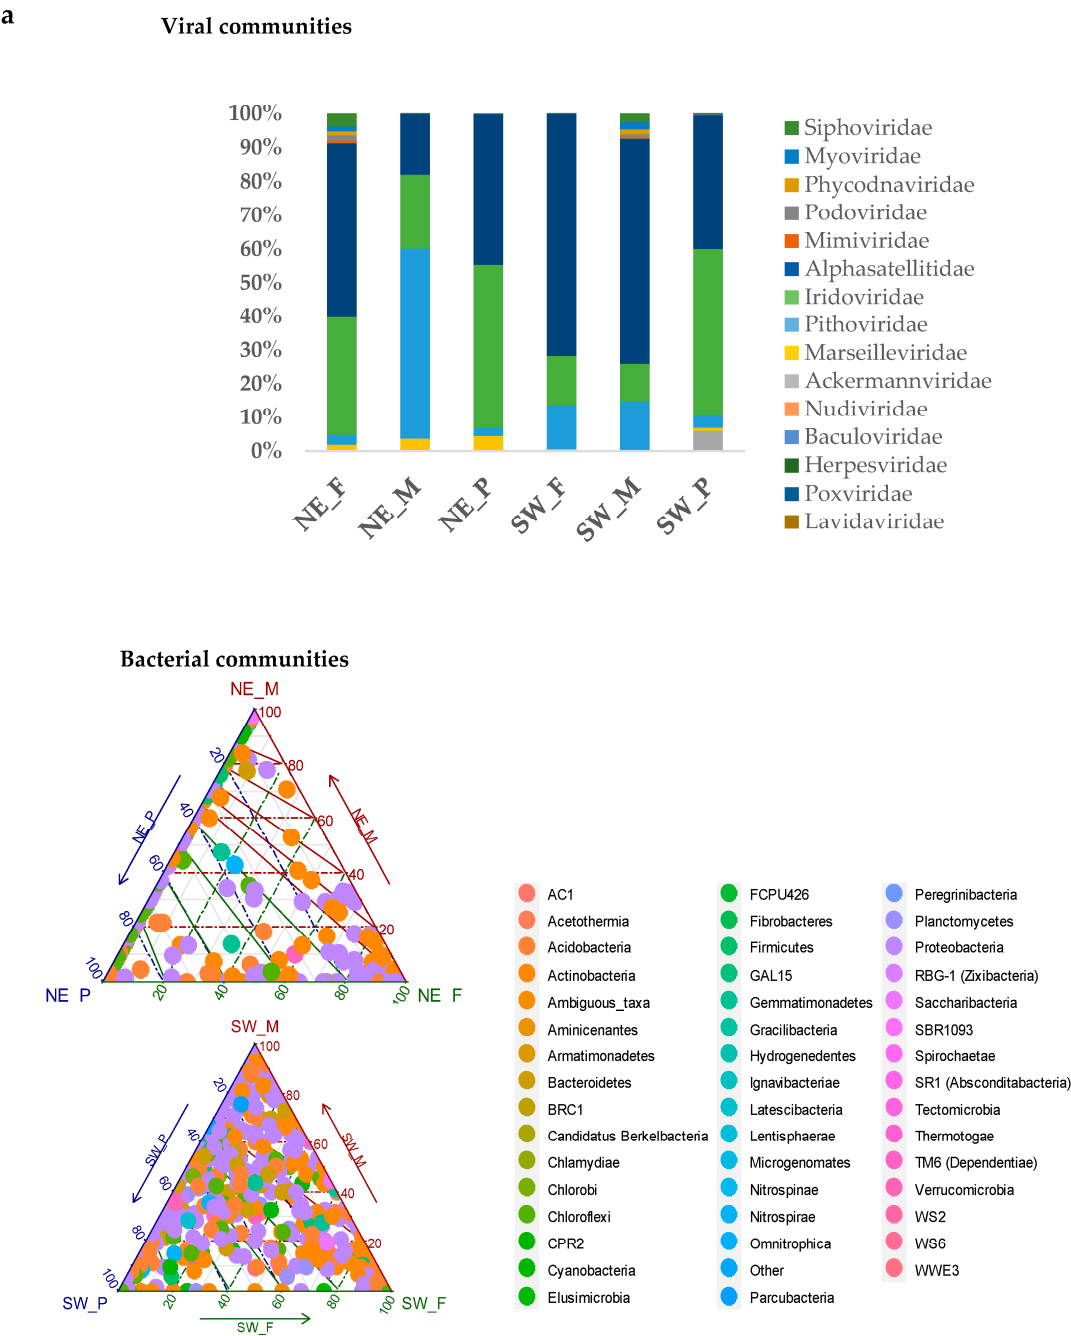 a
Viral communities
100%
90%
80%
70%
60%
50%
40%
30%
20%
10%
0%
NE_F
NE_M
NE_P
SW_F
SW_M
SW_P
Siphoviridae
Myoviridae
Phycodnaviridae
Podoviridae
Mimiviridae
Alphasatellitidae
Iridoviridae
Pithoviridae
Marseilleviridae
Ackermannviridae
Nudiviridae
Baculoviridae
Herpesviridae
Poxviridae
Lavidaviridae
Bacterial communities
NE_M
100
80
60
40
20
20
40
60
80
100
NE_P
NE_M
NE_P
20
40
60
80
100
NE_F
SW_M
100
80
60
40
20
20
40
60
80
100
SW_P
SW_M
SW_P
20
40
60
80
100
SW_F
SW_F
AC1
Acetothermia
Acidobacteria
Actinobacteria
Ambiguous_taxa
Aminicenantes
Armatimonadetes
Bacteroidetes
BRC1
Candidatus Berkelbacteria
Chlamydiae
Chlorobi
Chloroflexi
CPR2
Cyanobacteria
Elusimicrobia
FCPU426
Fibrobacteres
Firmicutes
GAL15
Gemmatimonadetes
Gracilibacteria
Hydrogenedentes
Ignavibacteriae
Latescibacteria
Lentisphaerae
Microgenomates
Nitrospinae
Nitrospirae
Omnitrophica
Other
Parcubacteria
Peregrinibacteria
Planctomycetes
Proteobacteria
RBG-1 (Zixibacteria)
Saccharibacteria
SBR1093
Spirochaetae
SR1 (Absconditabacteria)
Tectomicrobia
Thermotogae
TM6 (Dependentiae)
Verrucomicrobia
WS2
WS6
WWE3